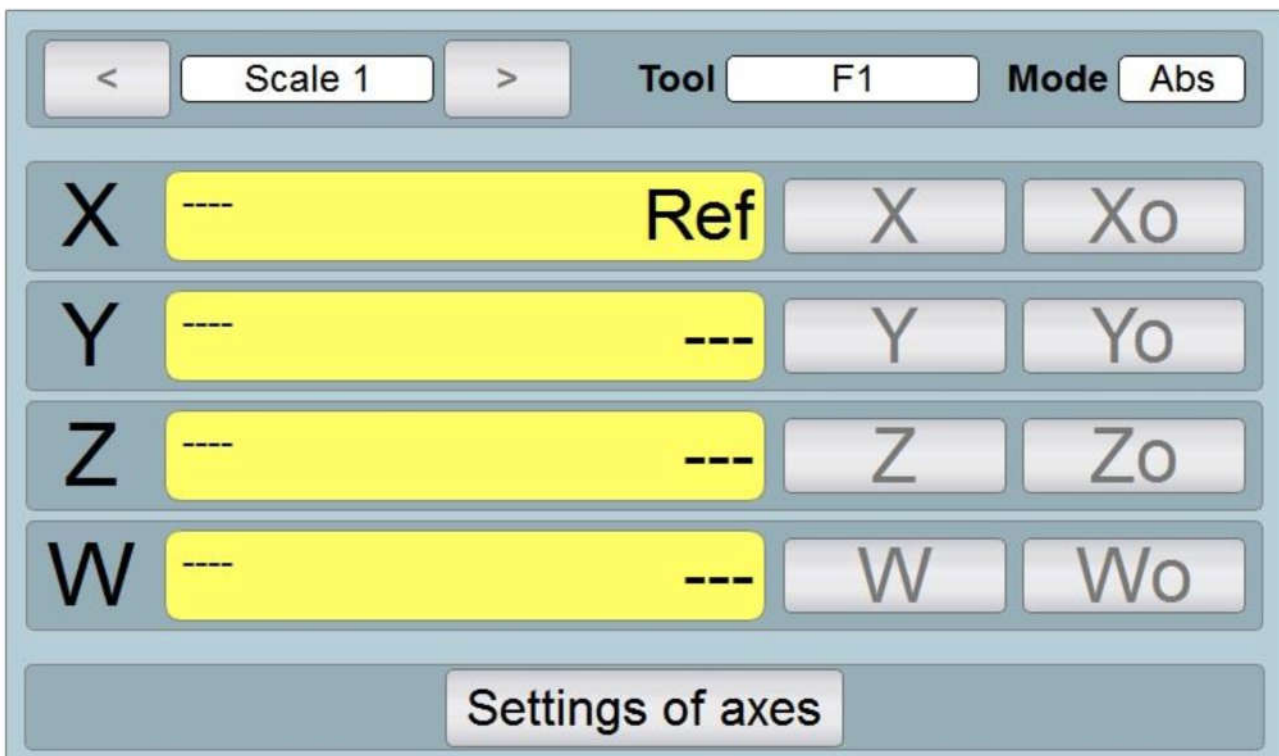 < Scale 1 > Tool F1 Mode Abs
X ---- Ref X Xo
Y ---- --- Y Yo
Z ---- --- Z Zo
W ---- --- W Wo
Settings of axes